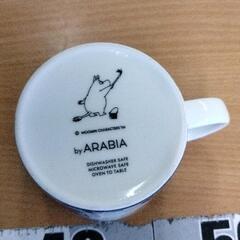 © MOOMIN CHARACTERS TM
by ARABIA
DISHWASHER SAFE
MICROWAVE SAFE
OVEN TO TABLE